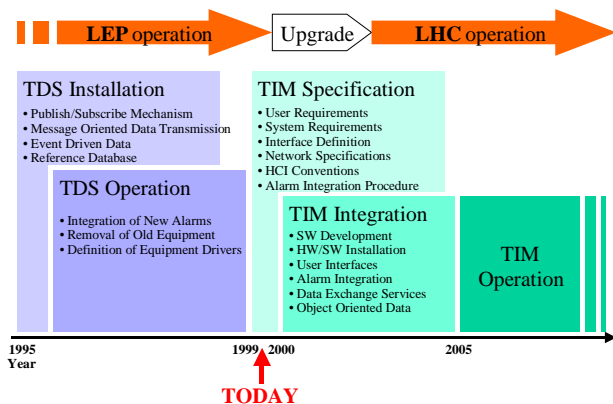 LEP operation
Upgrade
LHC operation
TDS Installation
• Publish/Subscribe Mechanism
• Message Oriented Data Transmission
• Event Driven Data
• Reference Database
TDS Operation
• Integration of New Alarms
• Removal of Old Equipment
• Definition of Equipment Drivers
TIM Specification
• User Requirements
• System Requirements
• Interface Definition
• Network Specifications
• HCI Conventions
• Alarm Integration Procedure
TIM Integration
• SW Development
• HW/SW Installation
• User Interfaces
• Alarm Integration
• Data Exchange Services
• Object Oriented Data
TIM
Operation
1995
1999
2000
2005
Year
TODAY